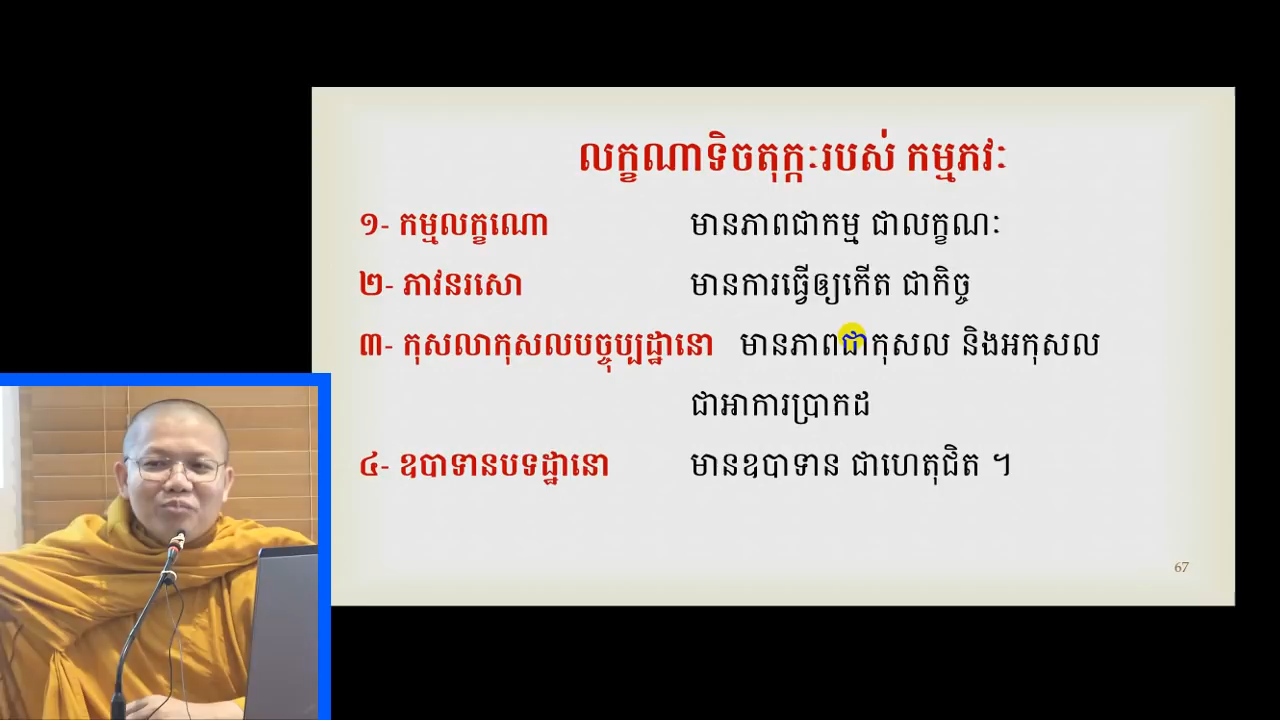 លក្ខណាទិចតុក្កៈរបស់ កម្មភវៈ
១- កម្មលក្ខណោ មានភាពជាកម្ម ជាលក្ខណៈ
២- ភាវនរសោ មានការធ្វើឲ្យកើត ជាកិច្ច
៣- កុសលាកុសលបច្ចុប្បដ្ឋានោ មានភាពជាកុសល និងអកុសល
ជាអាការប្រាកដ
៤- ឧបាទានបទដ្ឋានោ មានឧបាទាន ជាហេតុជិត ។
67